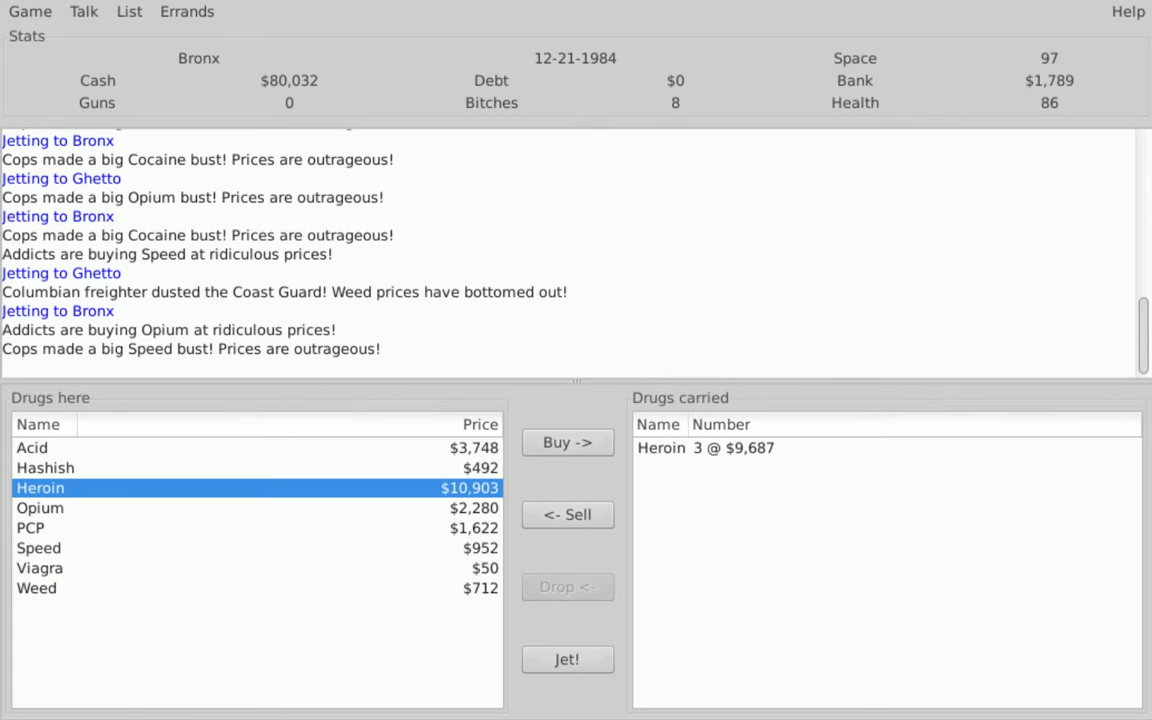 Game Talk List Errands Help
Stats
Bronx 12-21-1984 Space 97
Cash $80,032 Debt $0 Bank $1,789
Guns 0 Bitches 8 Health 86
Jetting to Bronx
Cops made a big Cocaine bust! Prices are outrageous!
Jetting to Ghetto
Cops made a big Opium bust! Prices are outrageous!
Jetting to Bronx
Cops made a big Cocaine bust! Prices are outrageous!
Addicts are buying Speed at ridiculous prices!
Jetting to Ghetto
Columbian freighter dusted the Coast Guard! Weed prices have bottomed out!
Jetting to Bronx
Addicts are buying Opium at ridiculous prices!
Cops made a big Speed bust! Prices are outrageous!
Drugs here
Name Price
Acid $3,748
Hashish $492
Heroin $10,903
Opium $2,280
PCP $1,622
Speed $952
Viagra $50
Weed $712
Buy ->
<- Sell
Drop <-
Jet!
Drugs carried
Name Number
Heroin 3 @ $9,687